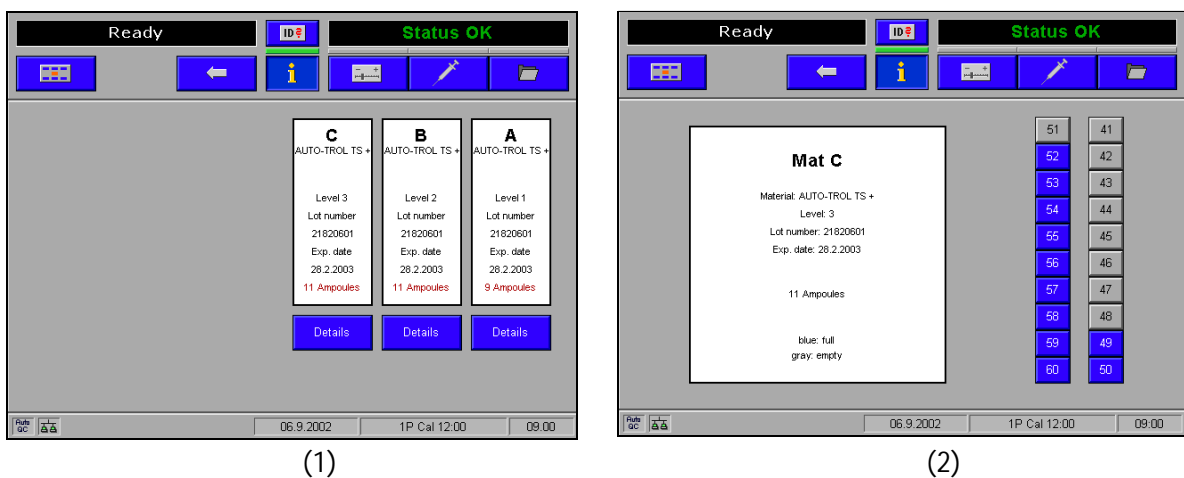 Ready
ID
Status OK
i
- +
C
AUTO-TROL TS +
Level 3
Lot number
21820601
Exp. date
28.2.2003
11 Ampoules
Details
B
AUTO-TROL TS +
Level 2
Lot number
21820601
Exp. date
28.2.2003
11 Ampoules
Details
A
AUTO-TROL TS +
Level 1
Lot number
21820601
Exp. date
28.2.2003
9 Ampoules
Details
Auto QC
06.9.2002
1P Cal 12:00
09:00
(1)
Ready
ID
Status OK
i
- +
Mat C
Material: AUTO-TROL TS +
Level: 3
Lot number: 21820601
Exp. date: 28.2.2003
11 Ampoules
blue: full
gray: empty
51 41
52 42
53 43
54 44
55 45
56 46
57 47
58 48
59 49
60 50
Auto QC
06.9.2002
1P Cal 12:00
09:00
(2)